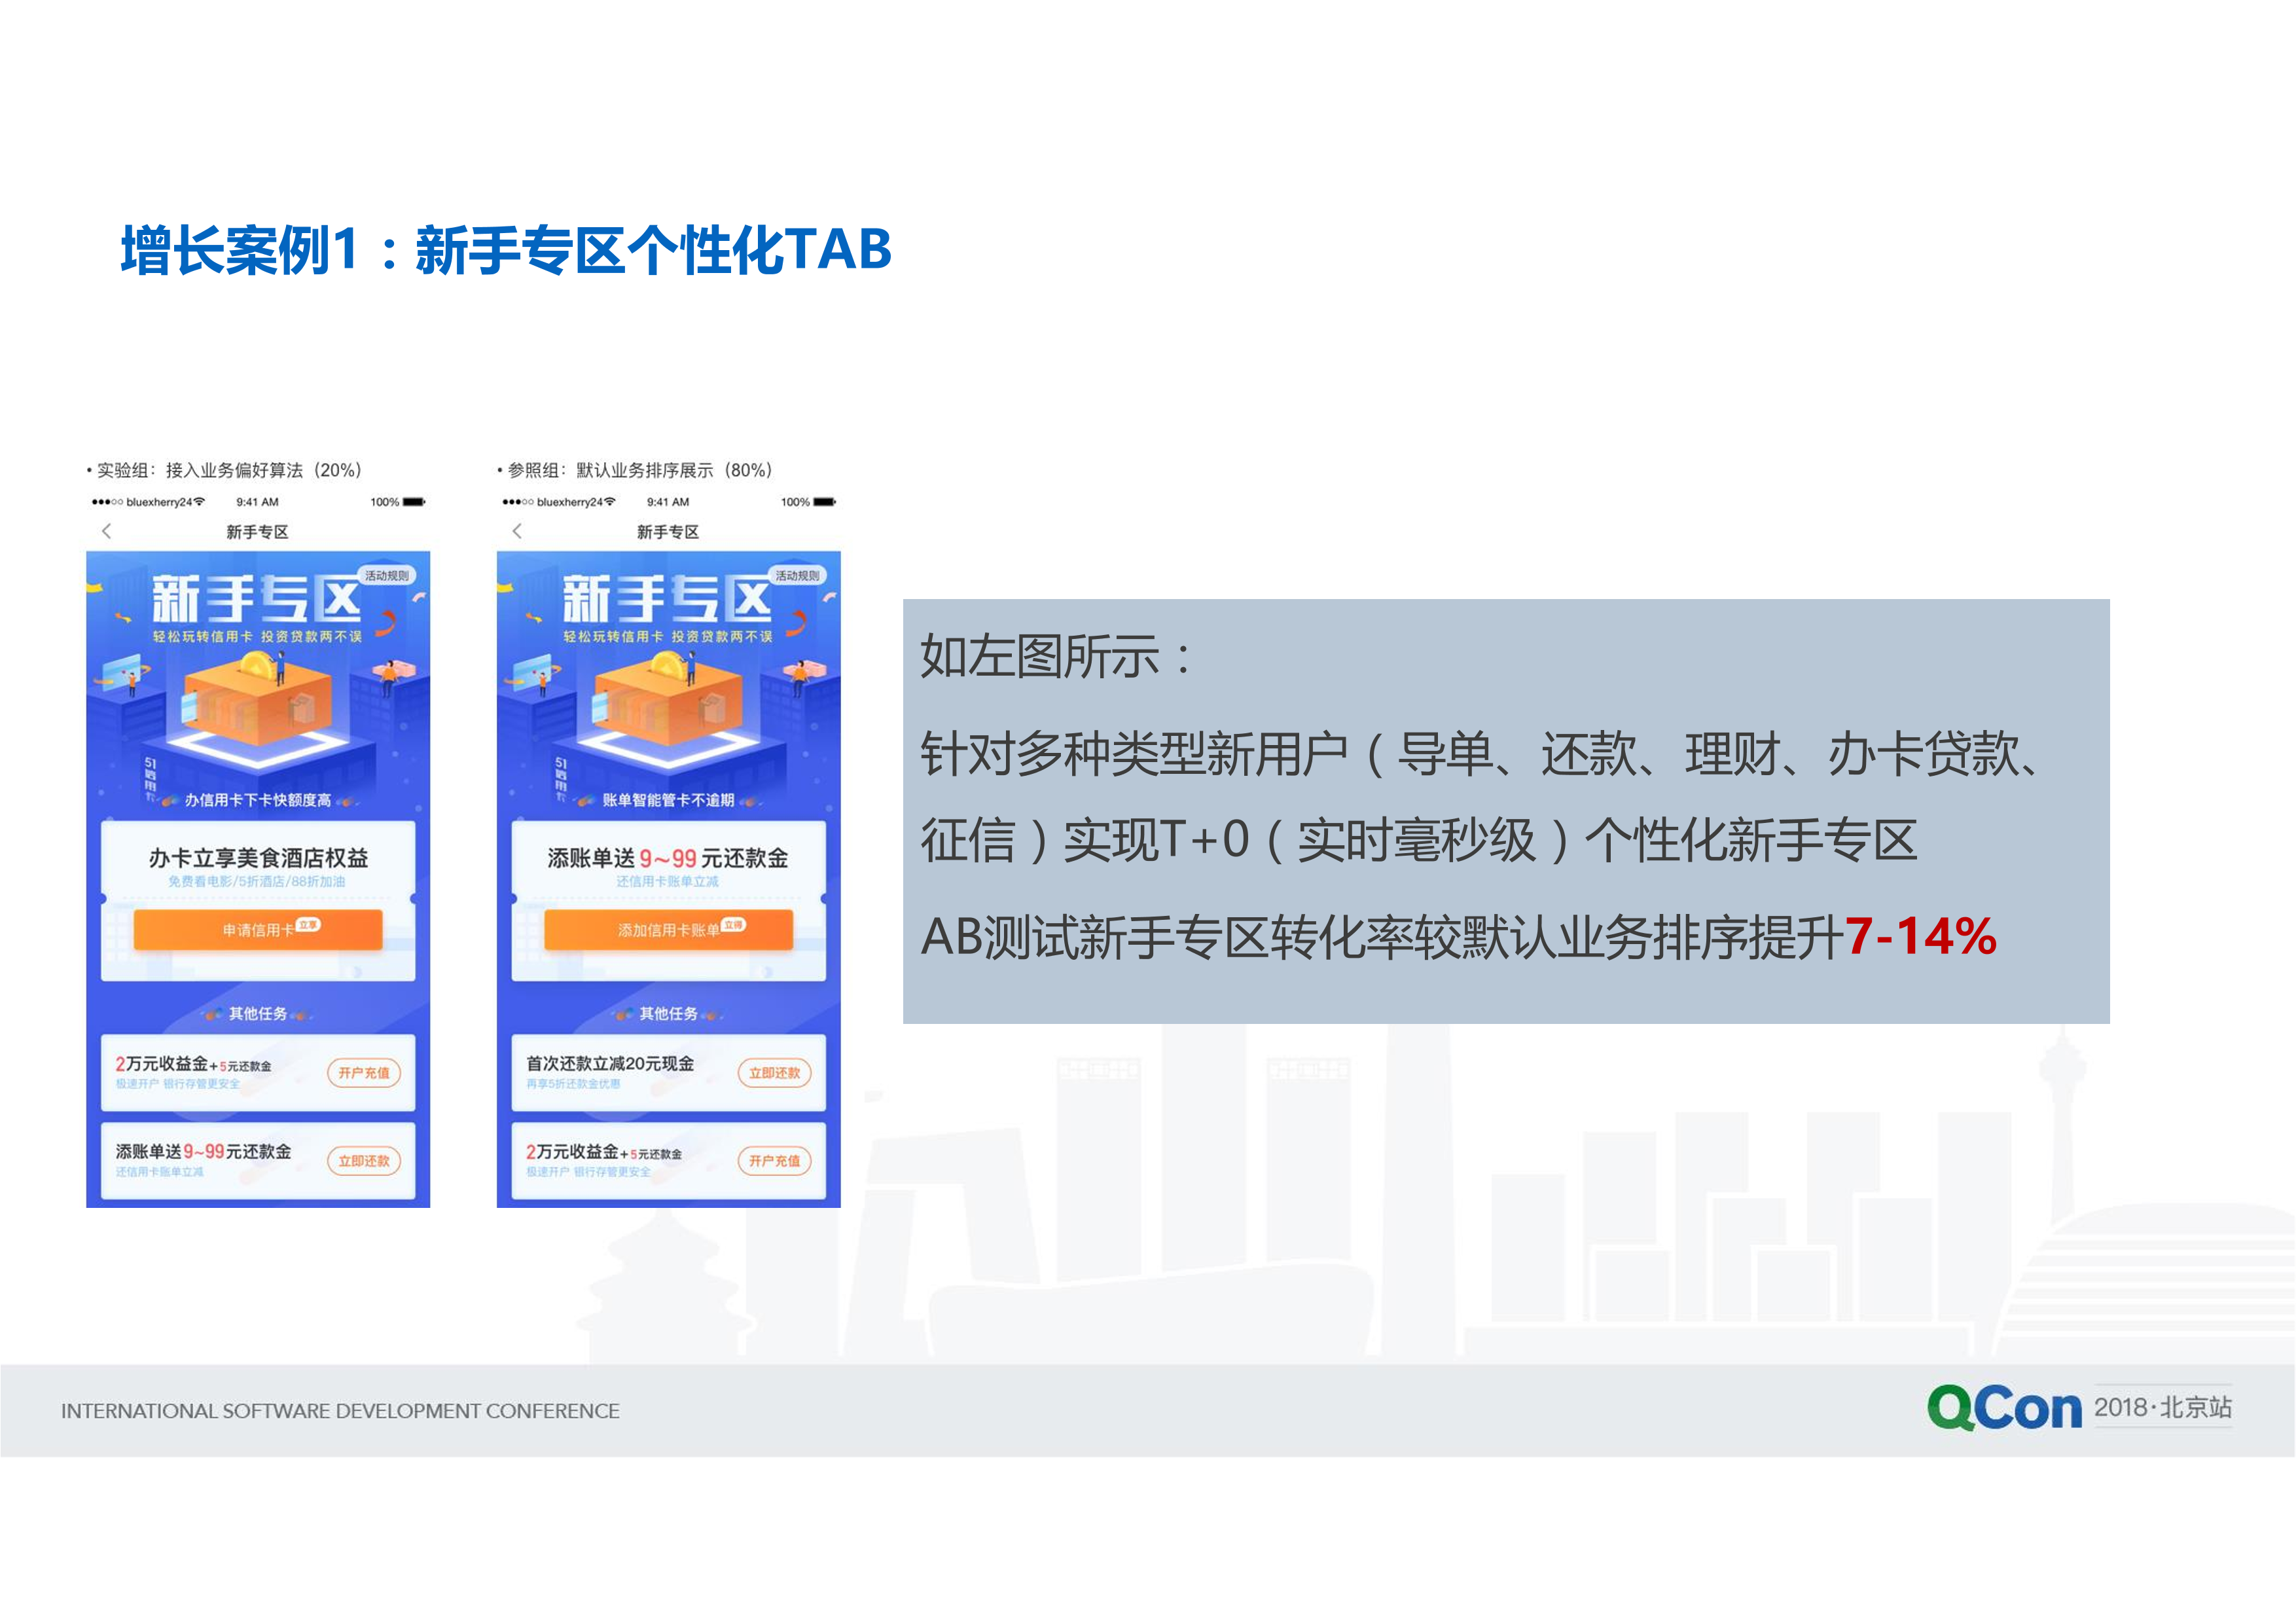 增长案例1：新手专区个性化TAB
• 实验组：接入业务偏好算法（20%）
bluexherry24 9:41 AM 100%
新手专区
活动规则
新手专区
轻松玩转信用卡 投资贷款两不误
51信用卡
办信用卡下卡快额度高
办卡立享美食酒店权益
免费看电影/5折酒店/88折加油
申请信用卡 立享
其他任务
2万元收益金+5元还款金
极速开户 银行存管更安全
开户充值
添账单送9~99元还款金
还信用卡账单立减
立即还款
• 参照组：默认业务排序展示（80%）
bluexherry24 9:41 AM 100%
新手专区
活动规则
新手专区
轻松玩转信用卡 投资贷款两不误
51信用卡
账单智能管卡不逾期
添账单送 9~99 元还款金
还信用卡账单立减
添加信用卡账单 立得
其他任务
首次还款立减20元现金
再享5折还款金优惠
立即还款
2万元收益金+5元还款金
极速开户 银行存管更安全
开户充值
如左图所示：
针对多种类型新用户（导单、还款、理财、办卡贷款、
征信）实现T+0（实时毫秒级）个性化新手专区
AB测试新手专区转化率较默认业务排序提升7-14%
INTERNATIONAL SOFTWARE DEVELOPMENT CONFERENCE
QCon 2018·北京站